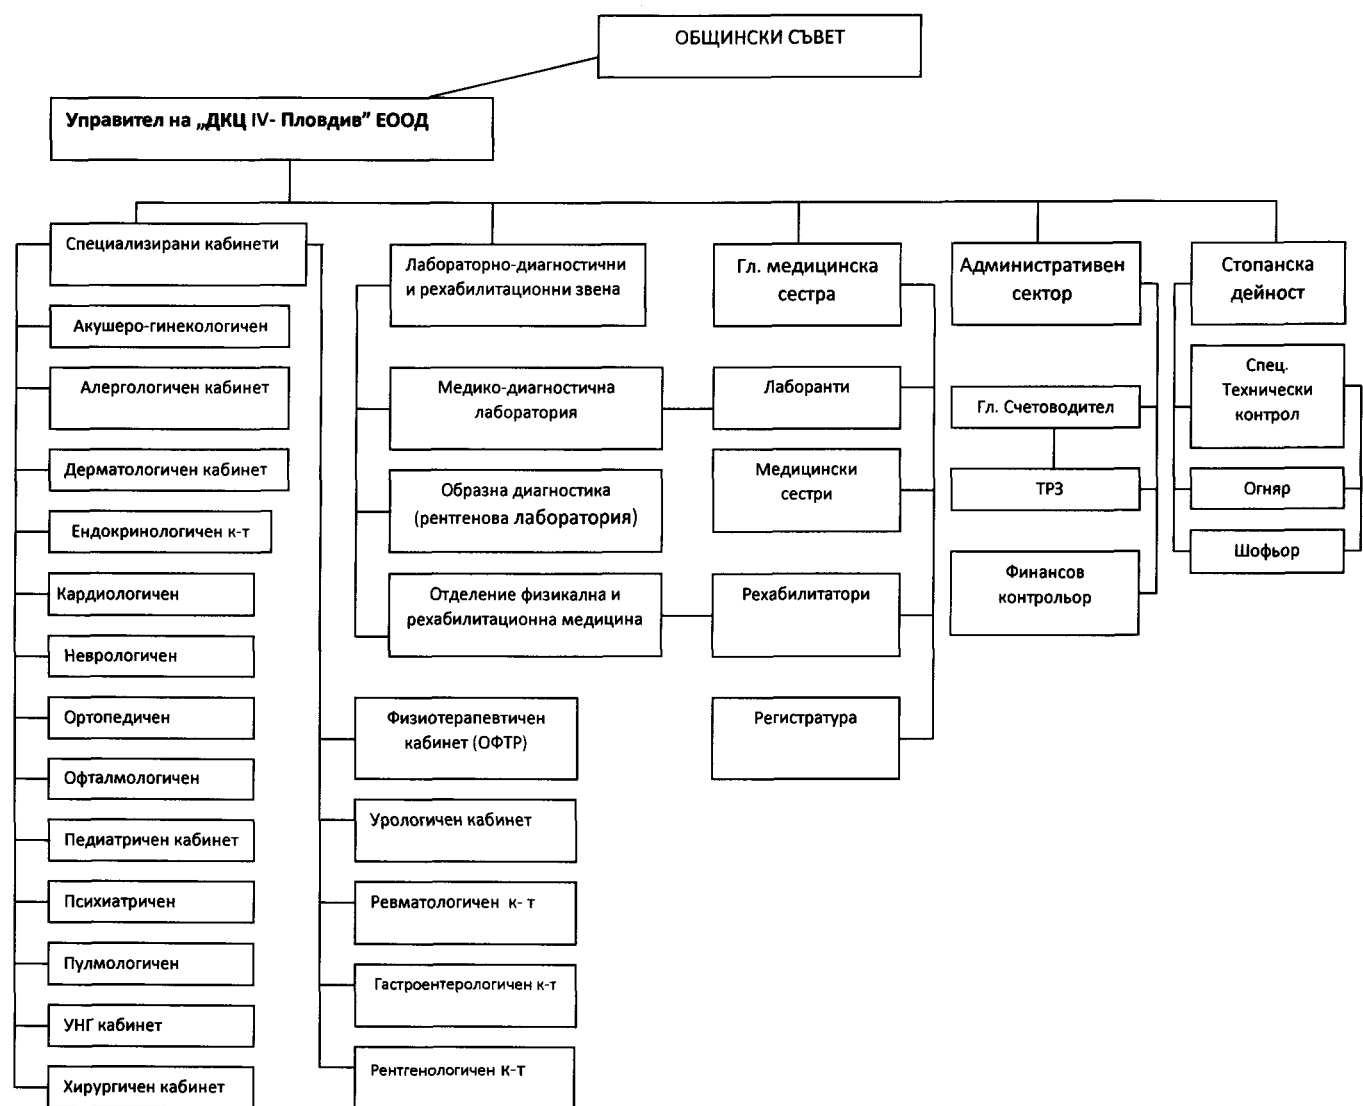 ОБЩИНСКИ СЪВЕТ
Управител на „ДКЦ IV- Пловдив” ЕООД
Специализирани кабинети
Акушеро-гинекологичен
Алергологичен кабинет
Дерматологичен кабинет
Ендокринологичен к-т
Кардиологичен
Неврологичен
Ортопедичен
Офталмологичен
Педиатричен кабинет
Психиатричен
Пулмологичен
УНГ кабинет
Хирургичен кабинет
Физиотерапевтичен
кабинет (ОФТР)
Урологичен кабинет
Ревматологичен к- т
Гастроентерологичен к-т
Рентгенологичен к-т
Лабораторно-диагностични
и рехабилитационни звена
Медико-диагностична
лаборатория
Образна диагностика
(рентгенова лаборатория)
Отделение физикална и
рехабилитационна медицина
Гл. медицинска
сестра
Лаборанти
Медицински
сестри
Рехабилитатори
Регистратура
Административен
сектор
Гл. Счетоводител
ТРЗ
Финансов
контрольор
Стопанска
дейност
Спец.
Технически
контрол
Огняр
Шофьор